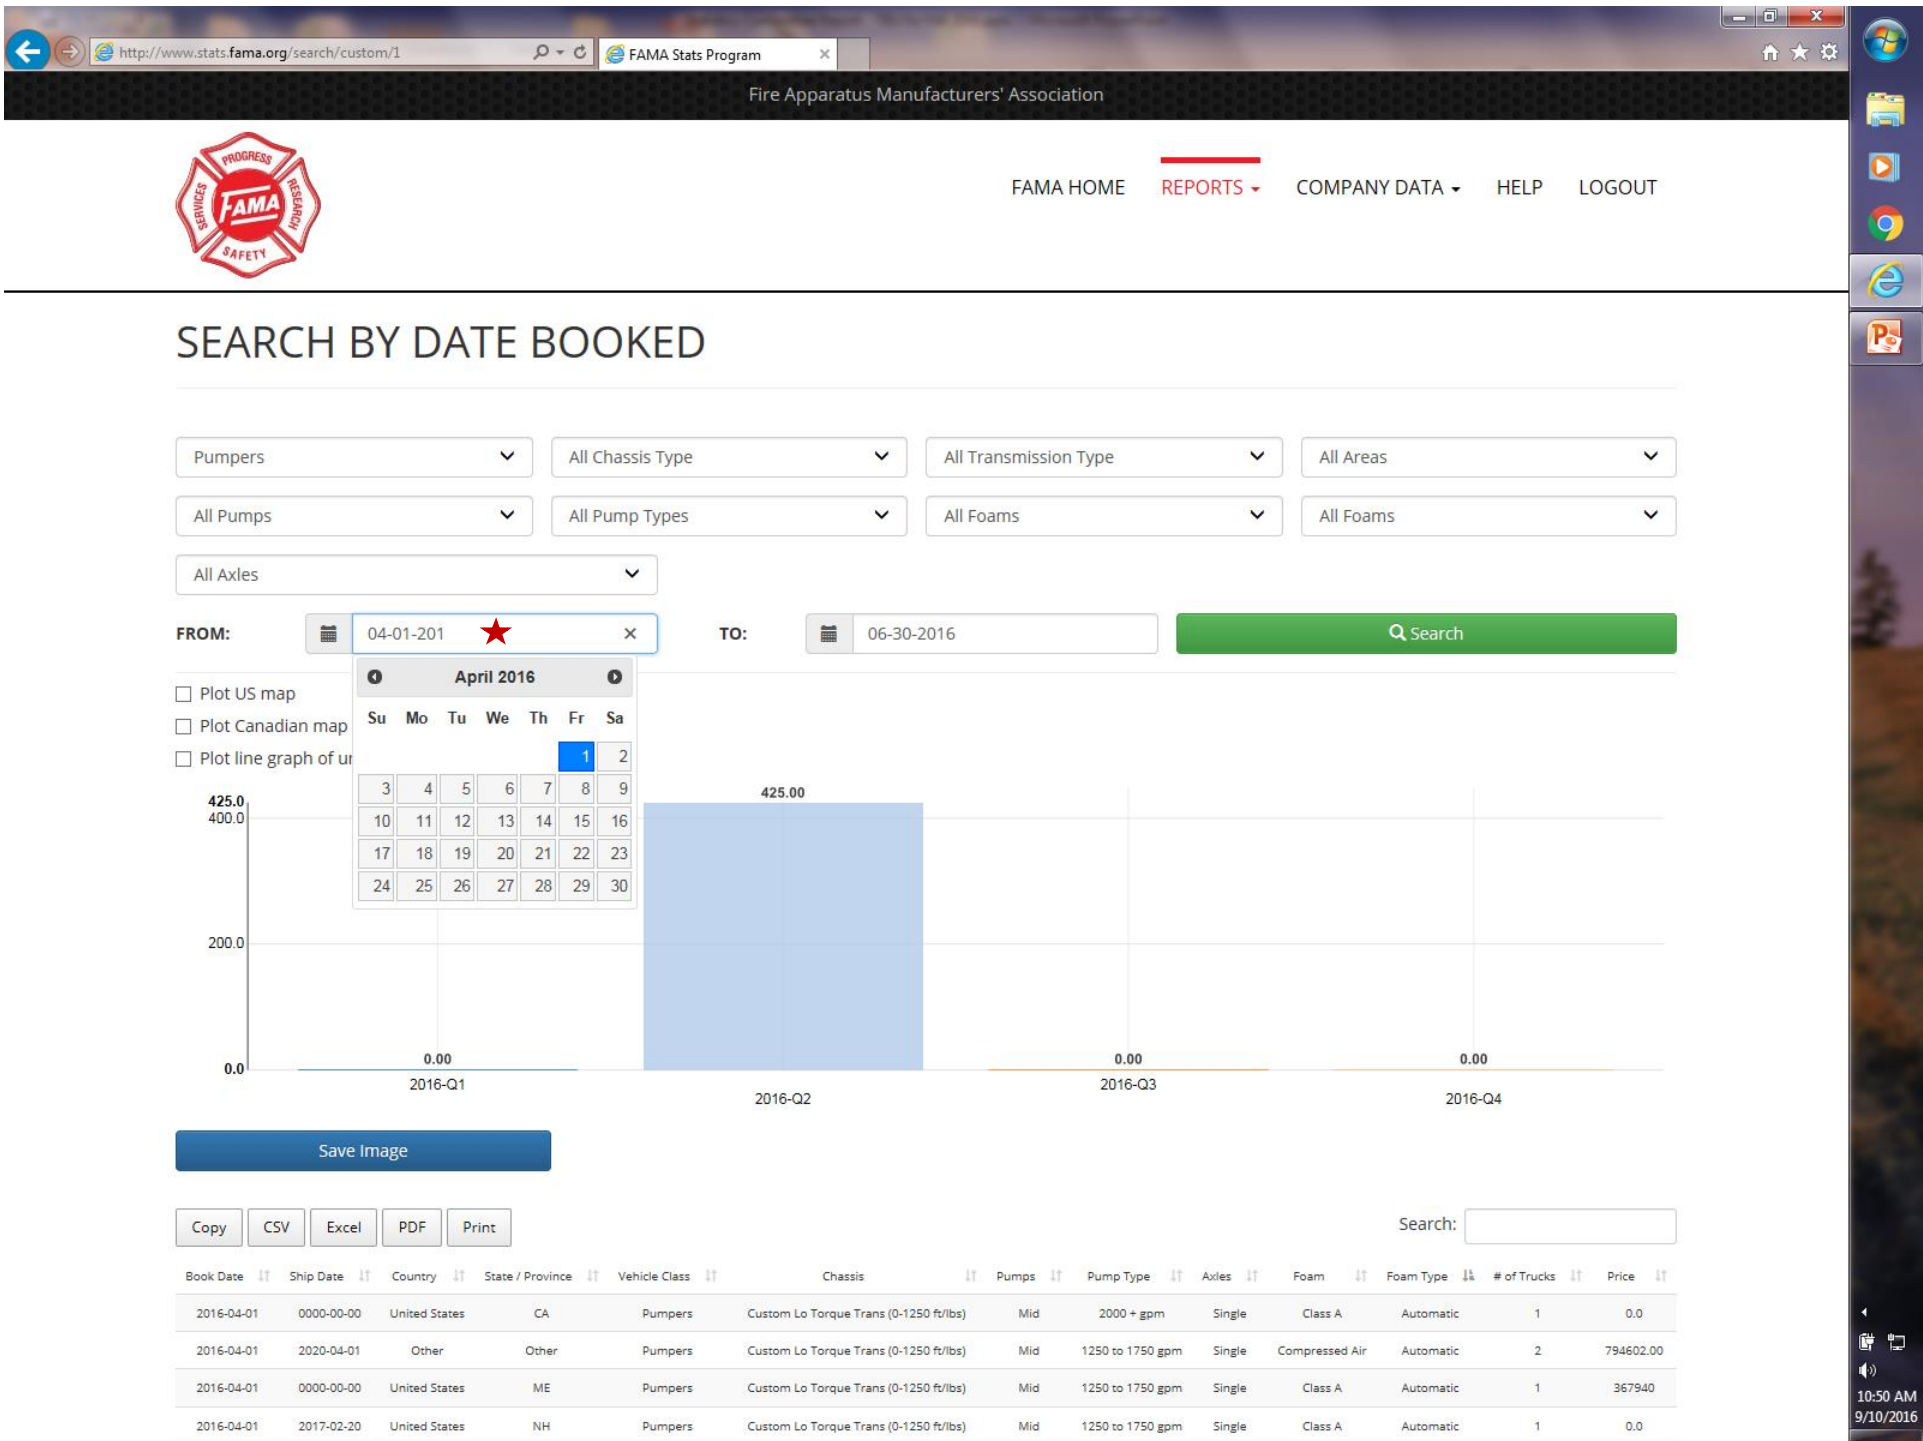 http://www.stats.fama.org/search/custom/1
FAMA Stats Program
Fire Apparatus Manufacturers' Association
PROGRESS
SERVICES
RESEARCH
FAMA
SAFETY
FAMA HOME REPORTS COMPANY DATA HELP LOGOUT
SEARCH BY DATE BOOKED
Pumpers All Chassis Type All Transmission Type All Areas
All Pumps All Pump Types All Foams All Foams
All Axles
FROM: 04-01-201 TO: 06-30-2016 Search
April 2016
Su Mo Tu We Th Fr Sa
1 2
3 4 5 6 7 8 9
10 11 12 13 14 15 16
17 18 19 20 21 22 23
24 25 26 27 28 29 30
Plot US map
Plot Canadian map
Plot line graph of
425.0
400.0
200.0
0.0
0.00 425.00 0.00 0.00
2016-Q1 2016-Q2 2016-Q3 2016-Q4
Save Image
Copy CSV Excel PDF Print Search:
Book Date Ship Date Country State / Province Vehicle Class Chassis Pumps Pump Type Axles Foam Foam Type # of Trucks Price
2016-04-01 0000-00-00 United States CA Pumpers Custom Lo Torque Trans (0-1250 ft/lbs) Mid 2000 + gpm Single Class A Automatic 1 0.0
2016-04-01 2020-04-01 Other Other Pumpers Custom Lo Torque Trans (0-1250 ft/lbs) Mid 1250 to 1750 gpm Single Compressed Air Automatic 2 794602.00
2016-04-01 0000-00-00 United States ME Pumpers Custom Lo Torque Trans (0-1250 ft/lbs) Mid 1250 to 1750 gpm Single Class A Automatic 1 367940
2016-04-01 2017-02-20 United States NH Pumpers Custom Lo Torque Trans (0-1250 ft/lbs) Mid 1250 to 1750 gpm Single Class A Automatic 1 0.0
10:50 AM
9/10/2016